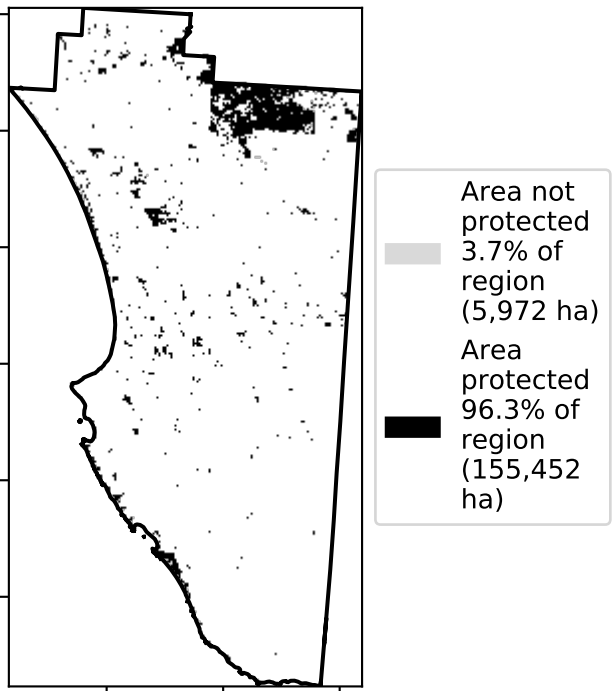 Area not
protected
3.7% of
region
(5,972 ha)
Area
protected
96.3% of
region
(155,452
ha)